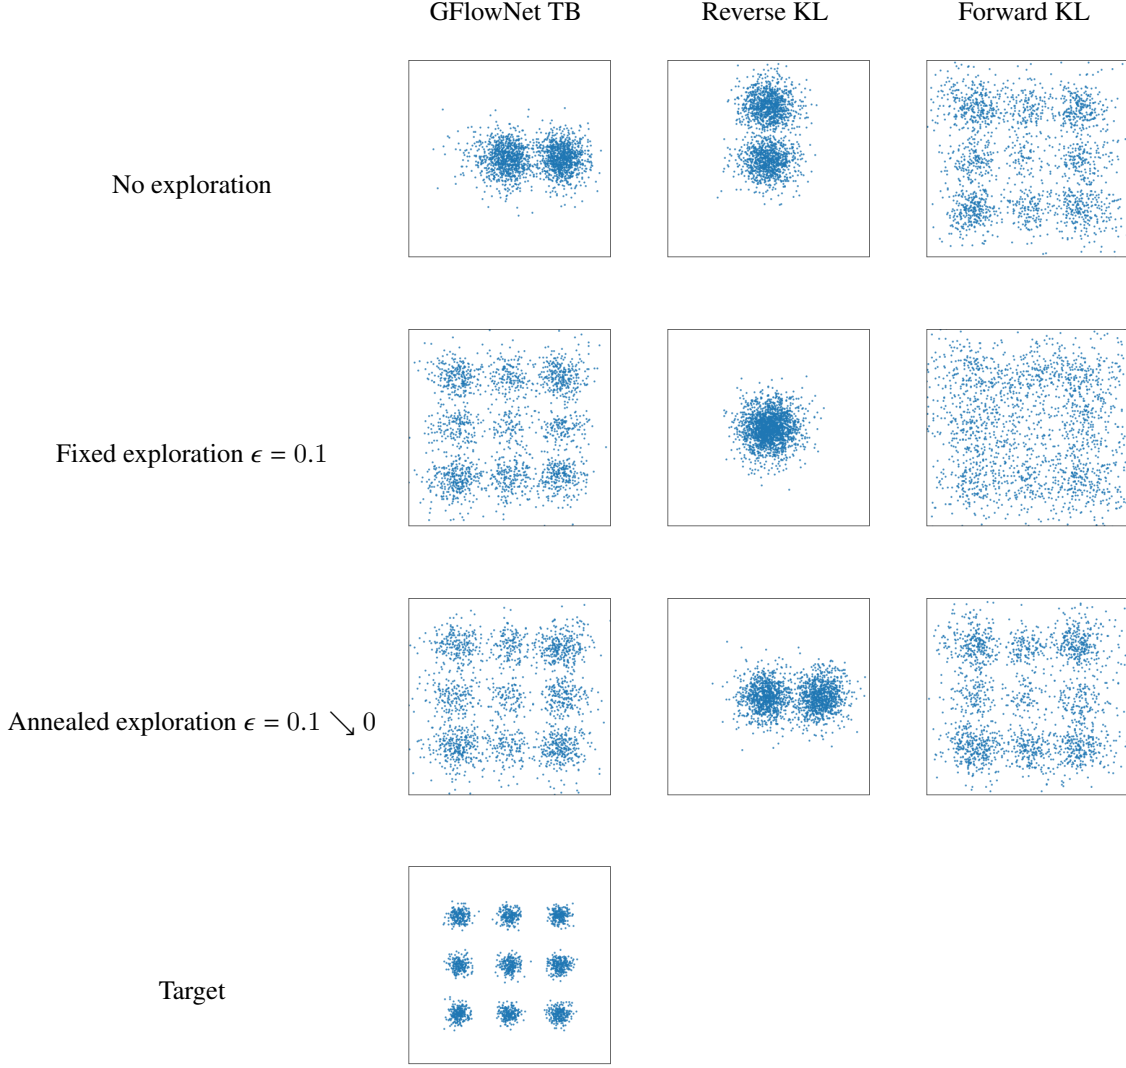 GFlowNet TB Reverse KL Forward KL
No exploration
Fixed exploration ϵ = 0.1
Annealed exploration ϵ = 0.1 ↘ 0
Target